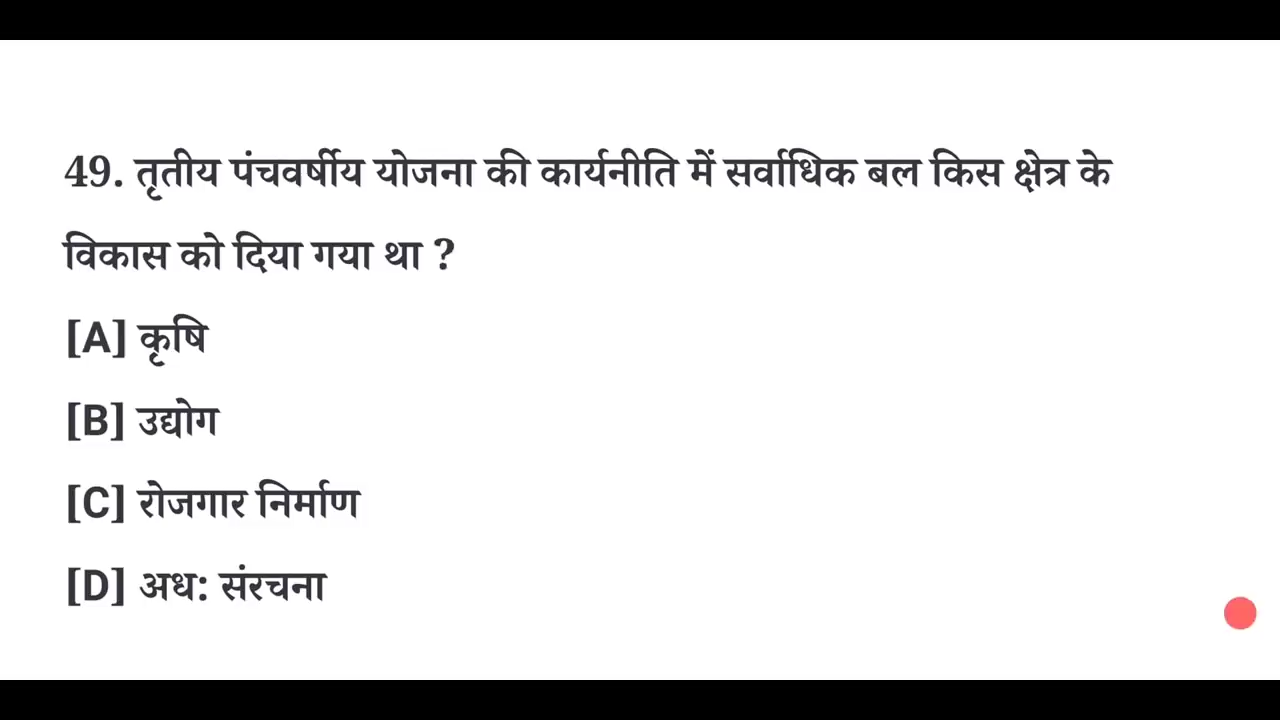 49. तृतीय पंचवर्षीय योजना की कार्यनीति में सर्वाधिक बल किस क्षेत्र के
विकास को दिया गया था ?
[A] कृषि
[B] उद्योग
[C] रोजगार निर्माण
[D] अध: संरचना